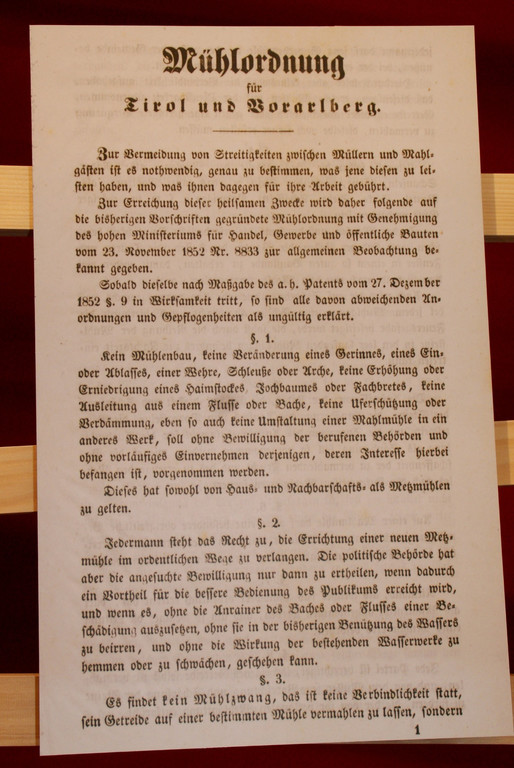 Mühlordnung
für
Tirol und Vorarlberg.
Zur Vermeidung von Streitigkeiten zwischen Müllern und Mahl-
gästen ist es nothwendig, genau zu bestimmen, was jene diesen zu lei-
sten haben, und was ihnen dagegen für ihre Arbeit gebührt.
Zur Erreichung dieser heilsamen Zwecke wird daher folgende auf
die bisherigen Vorschriften gegründete Mühlordnung mit Genehmigung
des hohen Ministeriums für Handel, Gewerbe und öffentliche Bauten
vom 23. November 1852 Nr. 8833 zur allgemeinen Beobachtung be-
kannt gegeben.
Sobald dieselbe nach Maßgabe des a. h. Patents vom 27. Dezember
1852 §. 9 in Wirksamkeit tritt, so sind alle davon abweichenden An-
ordnungen und Gepflogenheiten als ungültig erklärt.
§. 1.
Kein Mühlenbau, keine Veränderung eines Gerinnes, eines Ein-
oder Ablasses, einer Wehre, Schleuße oder Arche, keine Erhöhung oder
Erniedrigung eines Haimstockes, Jochbaumes oder Fachbretes, keine
Ausleitung aus einem Flusse oder Bache, keine Uferschützung oder
Verdämmung, eben so auch keine Umstaltung einer Mahlmühle in ein
anderes Werk, soll ohne Bewilligung der berufenen Behörden und
ohne vorläufiges Einvernehmen derjenigen, deren Interesse hierbei
befangen ist, vorgenommen werden.
Dieses hat sowohl von Haus- und Nachbarschafts- als Metzmühlen
zu gelten.
§. 2.
Jedermann steht das Recht zu, die Errichtung einer neuen Metz-
mühle im ordentlichen Wege zu verlangen. Die politische Behörde hat
aber die angesuchte Bewilligung nur dann zu ertheilen, wenn dadurch
ein Vortheil für die bessere Bedienung des Publikums erreicht wird,
und wenn es, ohne die Anrainer des Baches oder Flusses einer Be-
schädigung auszusetzen, ohne sie in der bisherigen Benützung des Wassers
zu beirren, und ohne die Wirkung der bestehenden Wasserwerke zu
hemmen oder zu schwächen, geschehen kann.
§. 3.
Es findet kein Mühlzwang, das ist keine Verbindlichkeit statt,
sein Getreide auf einer bestimmten Mühle vermahlen zu lassen, sondern
1